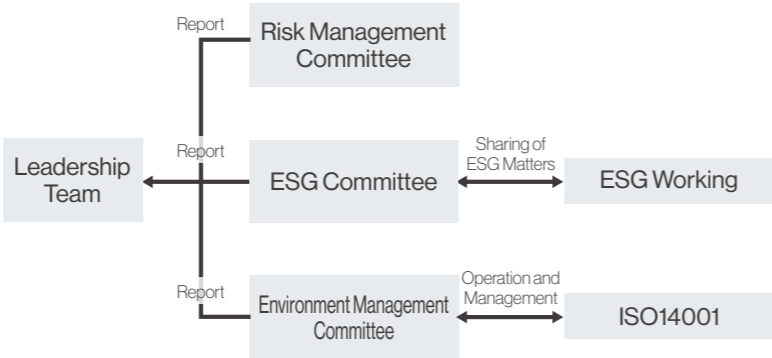 Report
Risk Management
Committee
Leadership
Team
Report
ESG Committee
Sharing of
ESG Matters
ESG Working
Report
Environment Management
Committee
Operation and
Management
ISO14001